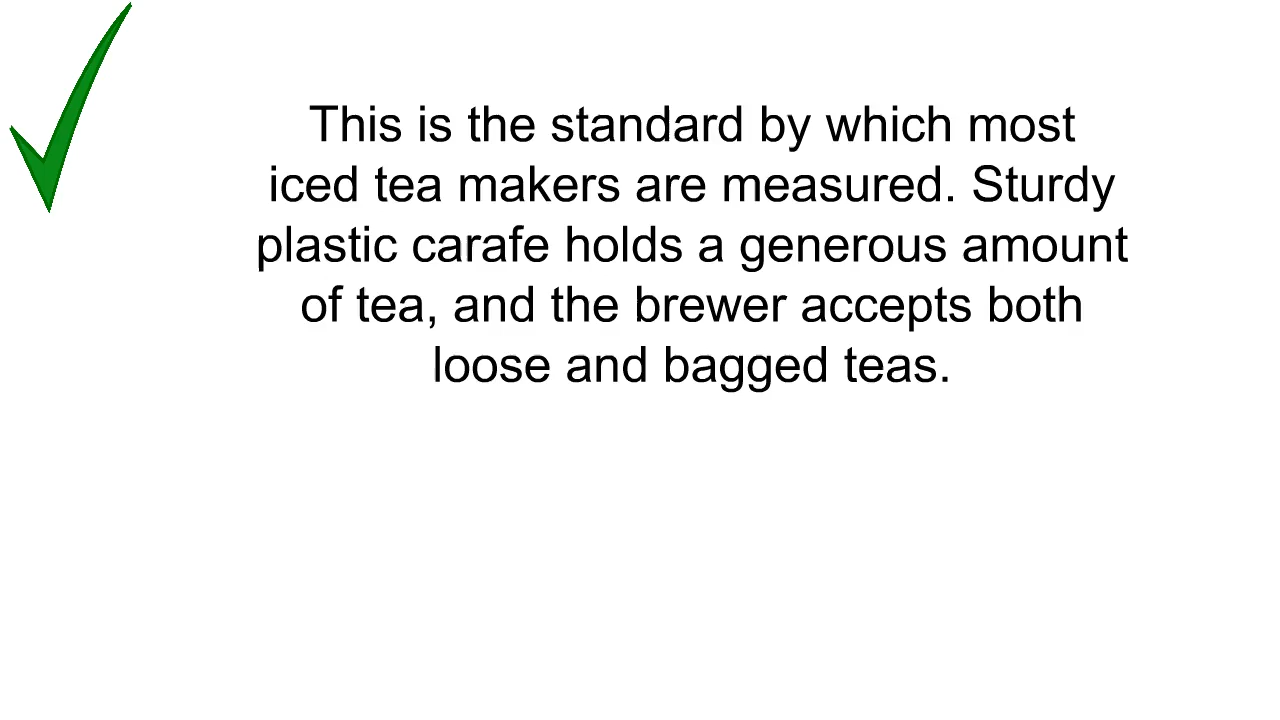 This is the standard by which most
iced tea makers are measured. Sturdy
plastic carafe holds a generous amount
of tea, and the brewer accepts both
loose and bagged teas.